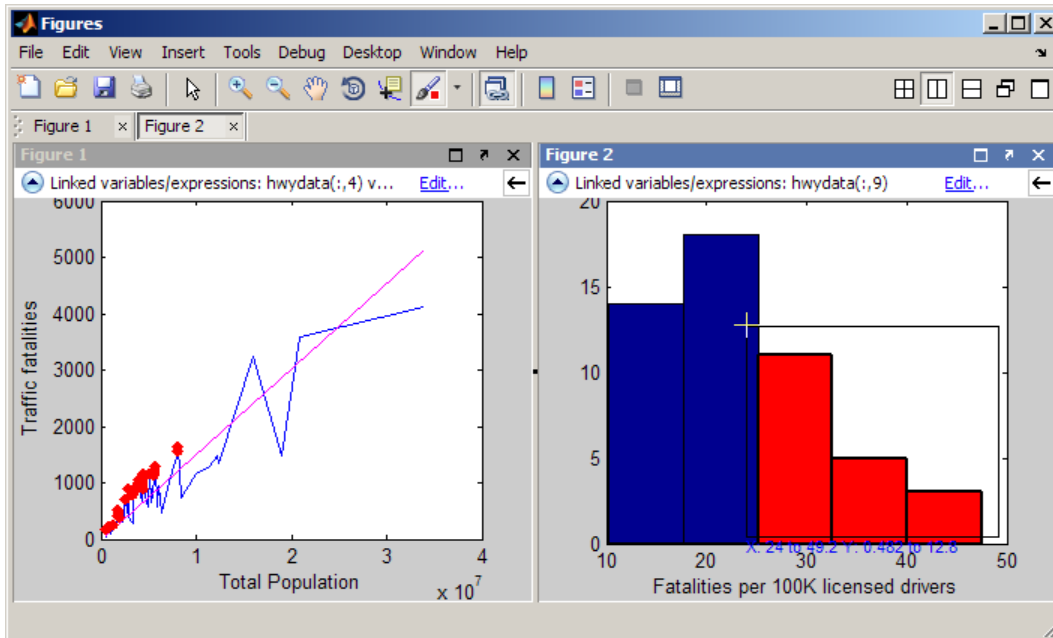 Figures
File Edit View Insert Tools Debug Desktop Window Help
Figure 1 × Figure 2 ×
Figure 1
Linked variables/expressions: hwydata(:,4) v... Edit...
6000
5000
4000
3000
2000
1000
0
Traffic fatalities
0 1 2 3 4
x 10^7
Total Population
Figure 2
Linked variables/expressions: hwydata(:,9) Edit...
20
15
10
5
0
X: 24 to 49.2 Y: 0.482 to 12.8
10 20 30 40 50
Fatalities per 100K licensed drivers